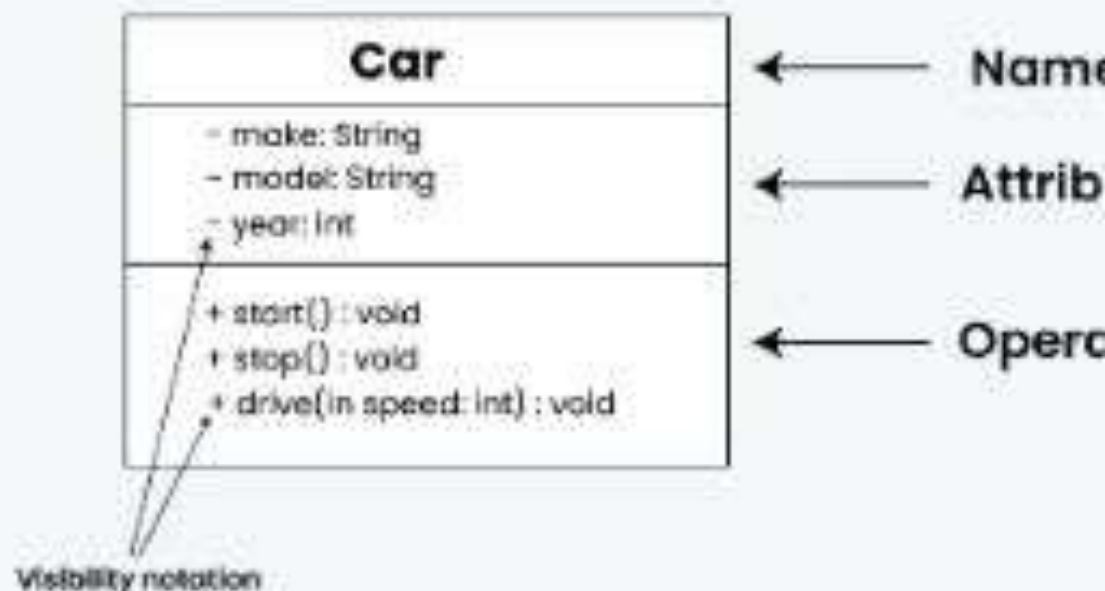 Car
Name
- make: String
- model: String
- year: int
Attrib
+ start() : void
+ stop() : void
+ drive(in speed: int) : void
Opera
Visibility notation